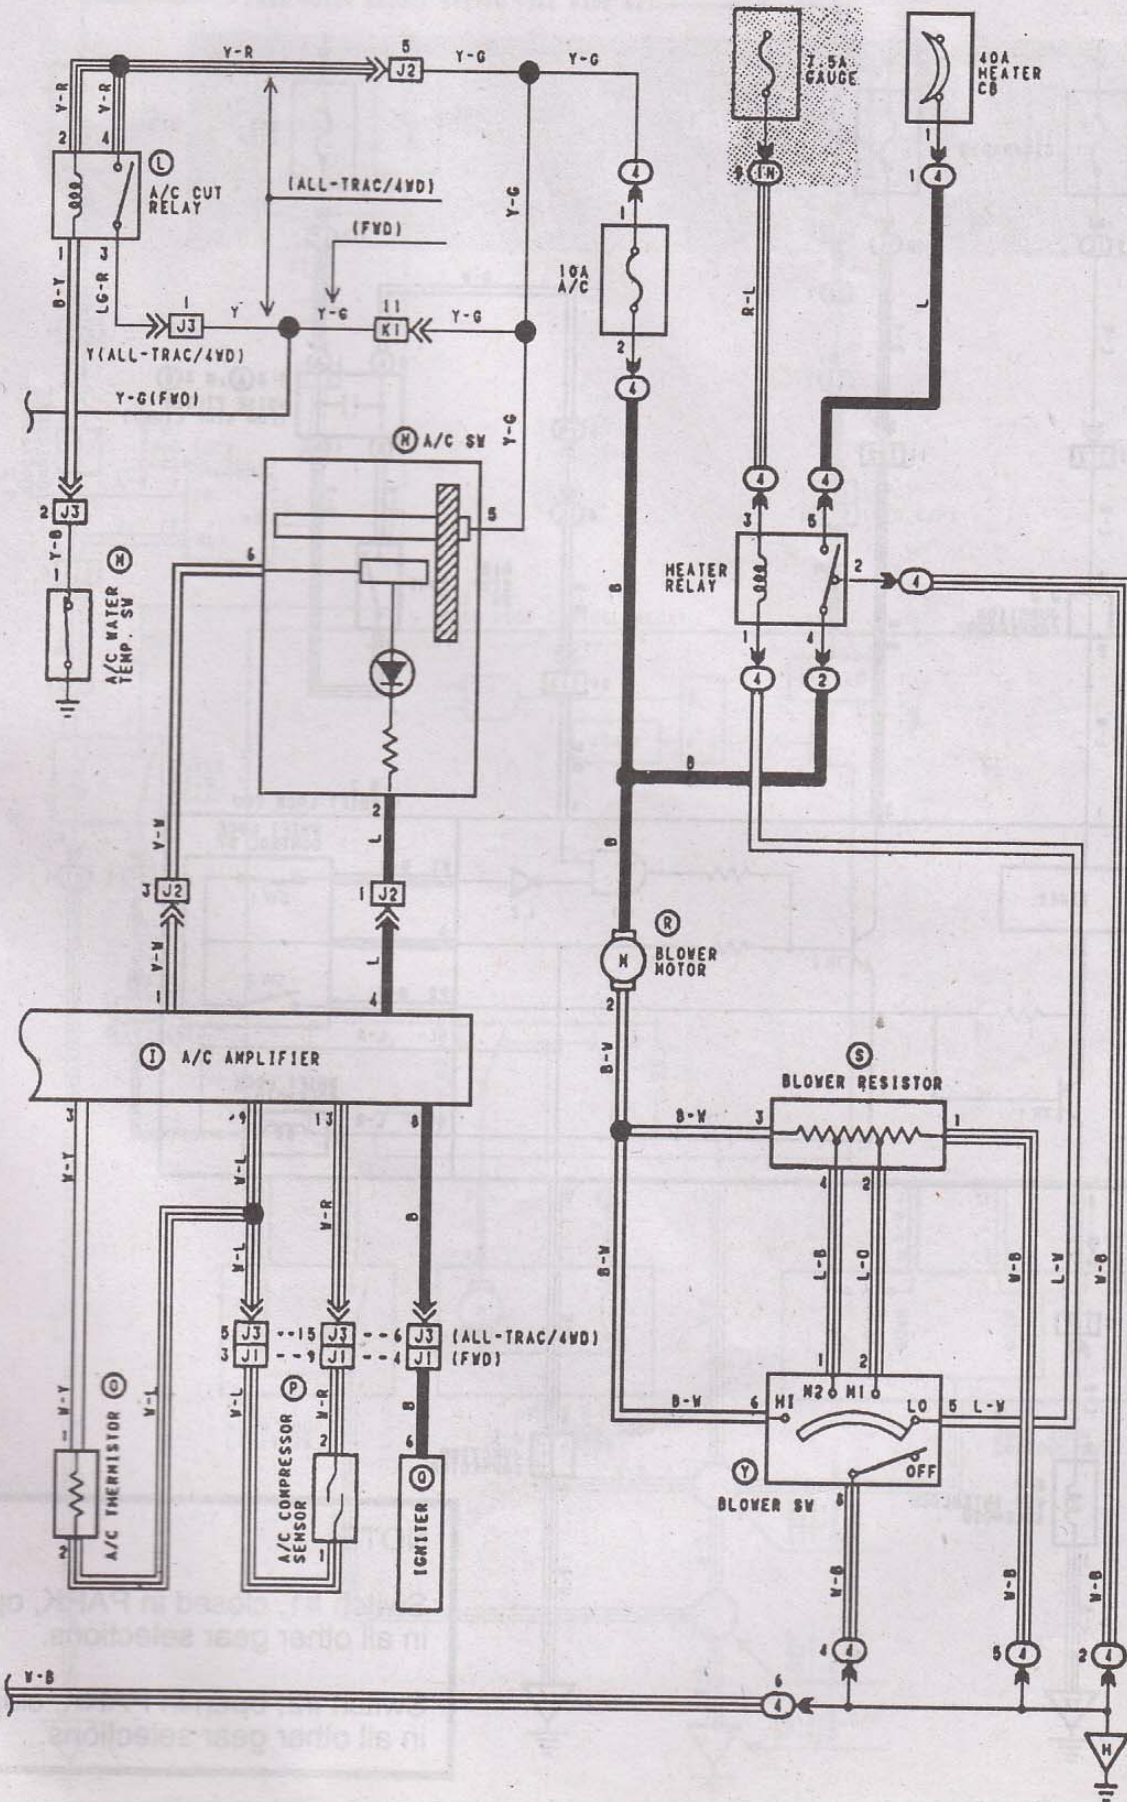 5
Y-R
J2
Y-G
Y-G
7.5A
GAUGE
40A
HEATER
CB
Y-R
Y-R
2
4
L
A/C CUT
RELAY
(ALL-TRAC/4WD)
Y-G
4
1
9
1
4
1
3
B-Y
LG-R
(FWD)
1
10A
A/C
R-L
L
1
J3
Y
Y-G
11
K1
Y-G
Y(ALL-TRAC/4WD)
2
4
Y-G(FWD)
Y-G
A/C SW
2
J3
5
4
4
Y-B
1
A/C WATER
TEMP. SW
6
B
3
5
HEATER
RELAY
2
4
1
4
4
2
B
2
L
Y-W
B
3
J2
1
J2
R
BLOWER
MOTOR
M
Y-W
L
1
4
2
I
A/C AMPLIFIER
B-W
S
BLOWER RESISTOR
3
9
13
8
B-W
3
1
W-Y
W-L
W-R
B
4
2
W-L
B-W
L-B
L-O
W-B
L-W
W-B
5
J3
15
J3
6
J3
(ALL-TRAC/4WD)
3
J1
9
J1
4
J1
(FWD)
1
2
W-Y
W-L
W-L
W-R
B
P
B-W
6
HI
M2
M1
LO
5
L-W
1
A/C THERMISTOR
2
A/C COMPRESSOR
SENSOR
2
1
6
IGNITER
OFF
Y
BLOWER SW
8
W-B
W-B
W-B
4
4
5
4
2
4
W-B
6
4
H